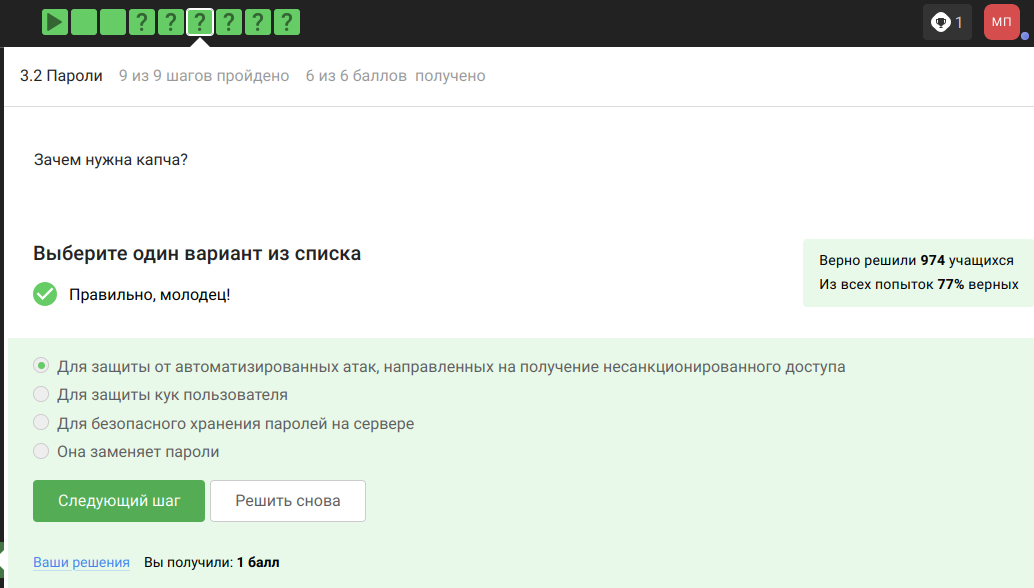 ? ? ? ? ? ?
1
МП
3.2 Пароли 9 из 9 шагов пройдено 6 из 6 баллов получено
Зачем нужна капча?
Выберите один вариант из списка
Правильно, молодец!
Верно решили 974 учащихся
Из всех попыток 77% верных
Для защиты от автоматизированных атак, направленных на получение несанкционированного доступа
Для защиты кук пользователя
Для безопасного хранения паролей на сервере
Она заменяет пароли
Следующий шаг
Решить снова
Ваши решения Вы получили: 1 балл